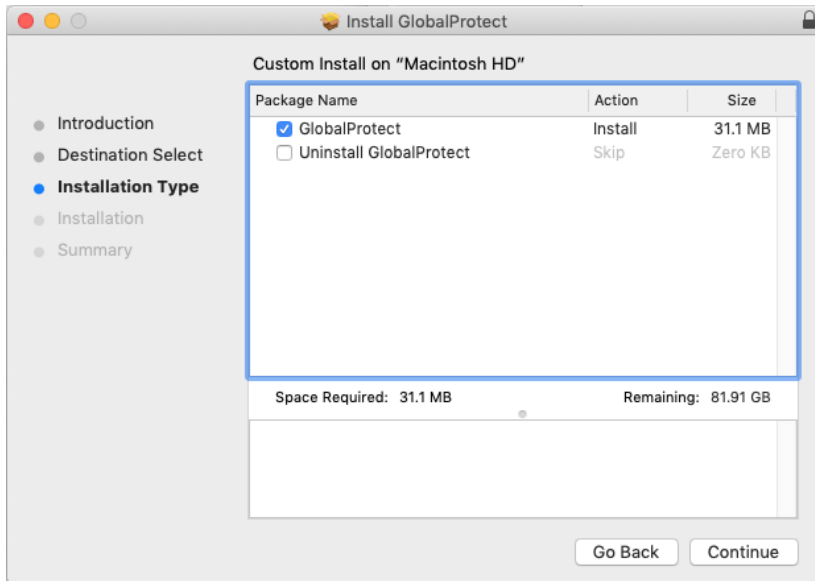 Install GlobalProtect
Custom Install on “Macintosh HD”
Introduction
Destination Select
Installation Type
Installation
Summary
Package Name Action Size
GlobalProtect Install 31.1 MB
Uninstall GlobalProtect Skip Zero KB
Space Required: 31.1 MB Remaining: 81.91 GB
Go Back Continue